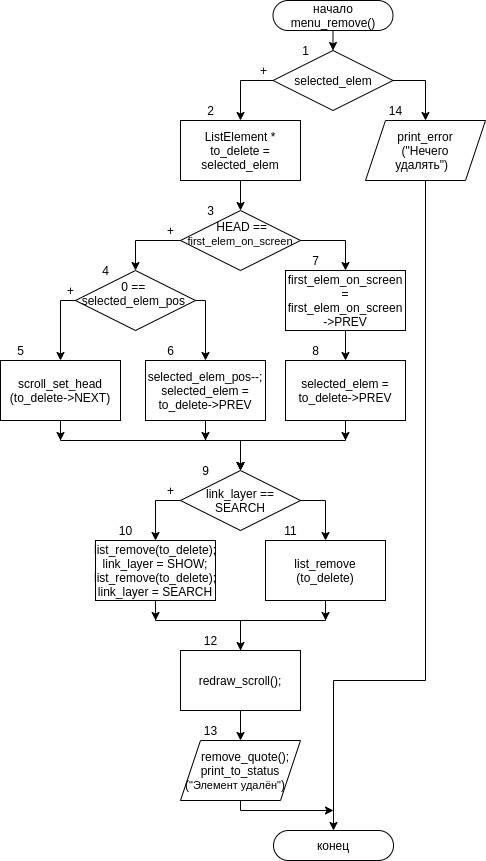 начало
menu_remove()
1
+
selected_elem
2
ListElement *
to_delete =
selected_elem
14
print_error
("Нечего
удалять")
3
+
HEAD ==
first_elem_on_screen
4
+
0 ==
selected_elem_pos
7
first_elem_on_screen
=
first_elem_on_screen
->PREV
5
scroll_set_head
(to_delete->NEXT)
6
selected_elem_pos--;
selected_elem =
to_delete->PREV
8
selected_elem =
to_delete->PREV
9
+
link_layer ==
SEARCH
10
list_remove(to_delete);
link_layer = SHOW;
list_remove(to_delete);
link_layer = SEARCH
11
list_remove
(to_delete)
12
redraw_scroll();
13
remove_quote();
print_to_status
("Элемент удалён")
конец